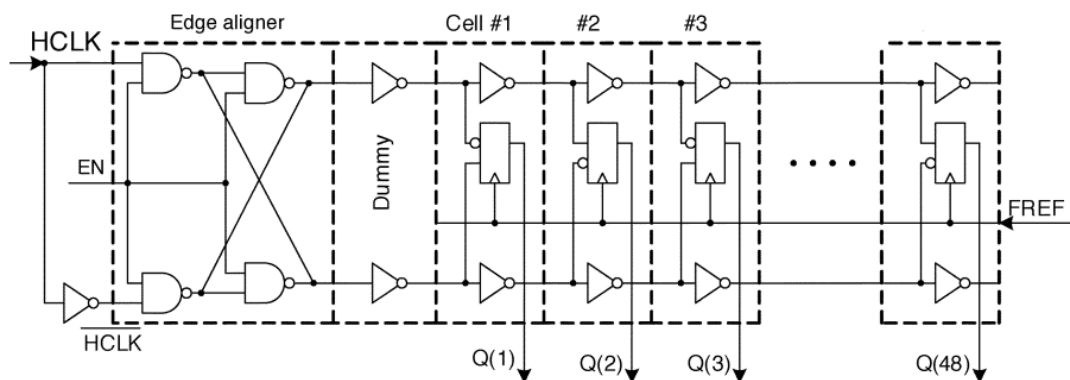 Edge aligner
Cell #1
#2
#3
HCLK
EN
Dummy
FREF
HCLK
Q(1)
Q(2)
Q(3)
Q(48)